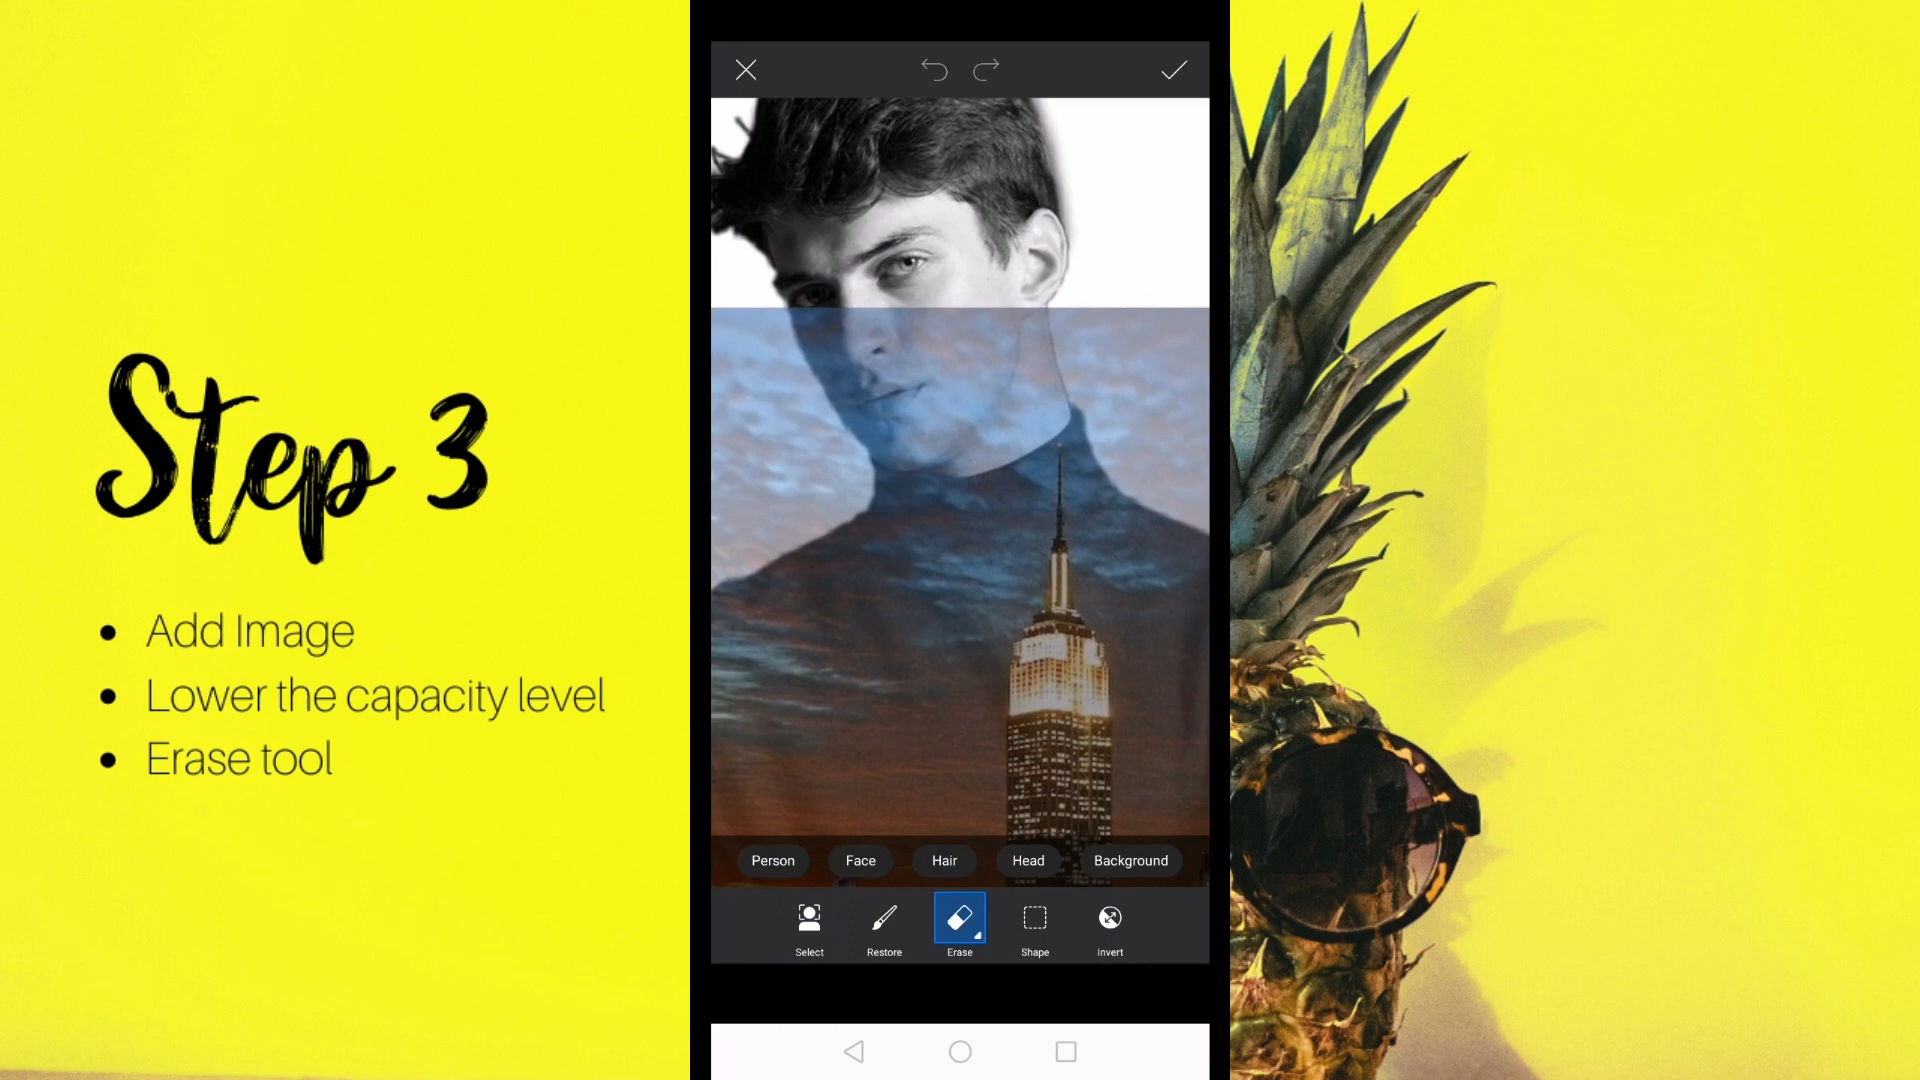 Step 3
Add Image
Lower the capacity level
Erase tool
Person Face Hair Head Background
Select Restore Erase Shape Invert